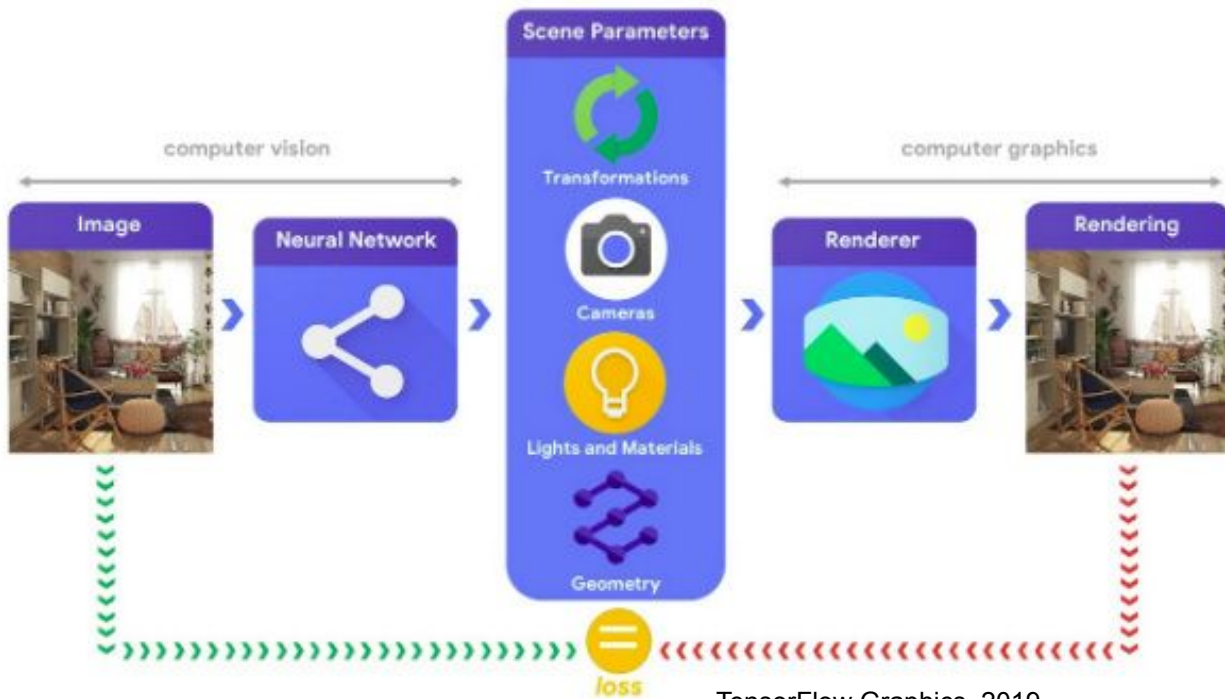 Scene Parameters
computer vision
computer graphics
Transformations
Image
Neural Network
Renderer
Rendering
Cameras
Lights and Materials
Geometry
loss
TensorFlow Graphics, 2019